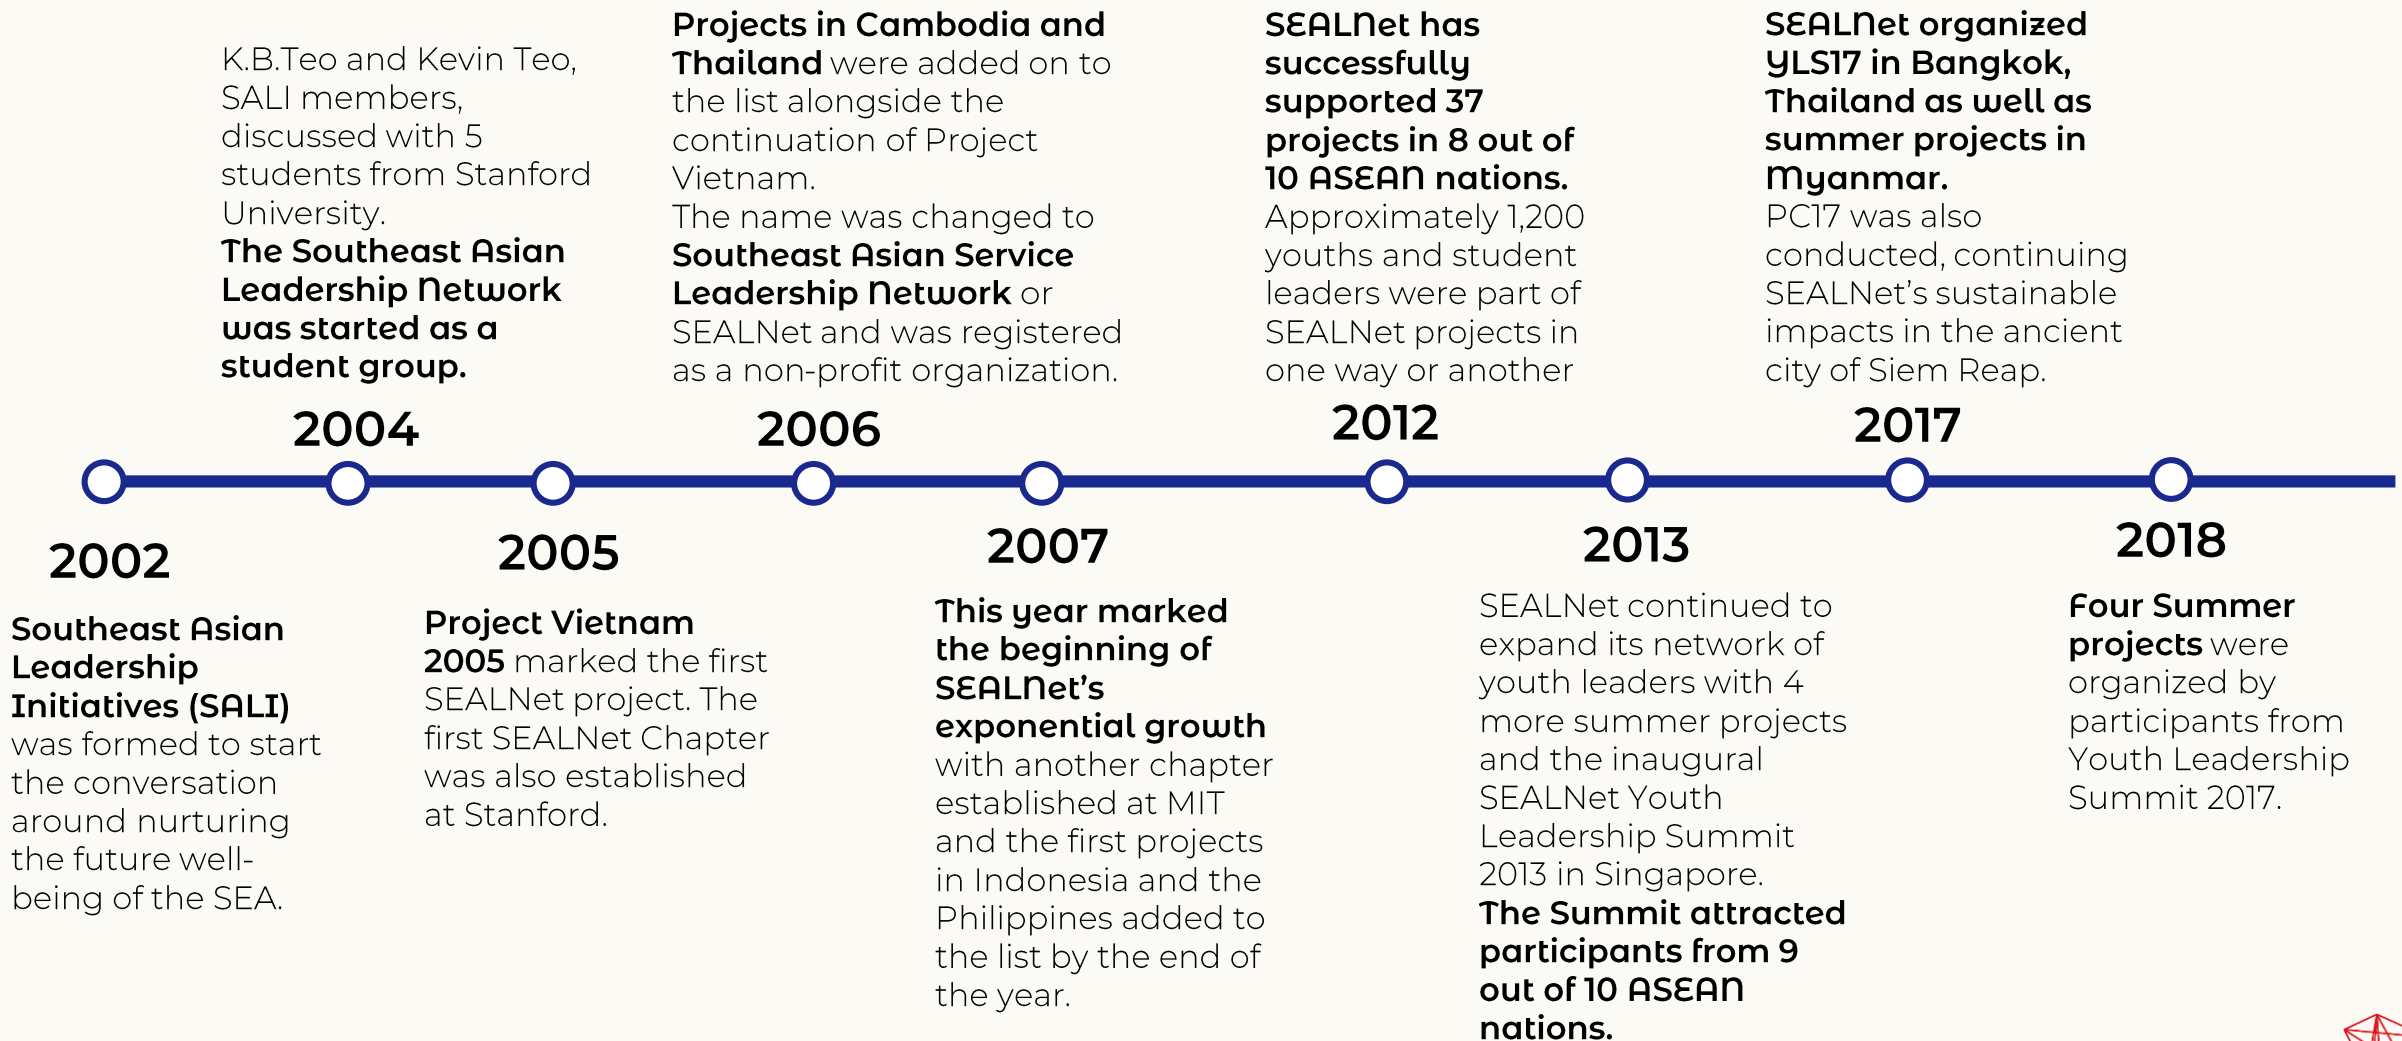 K.B.Teo and Kevin Teo,
SALI members,
discussed with 5
students from Stanford
University.
The Southeast Asian
Leadership Network
was started as a
student group.
2004
Projects in Cambodia and
Thailand were added on to
the list alongside the
continuation of Project
Vietnam.
The name was changed to
Southeast Asian Service
Leadership Network or
SEALNet and was registered
as a non-profit organization.
2006
SEALNet has
successfully
supported 37
projects in 8 out of
10 ASEAN nations.
Approximately 1,200
youths and student
leaders were part of
SEALNet projects in
one way or another
2012
SEALNet organized
YLS17 in Bangkok,
Thailand as well as
summer projects in
Myanmar.
PC17 was also
conducted, continuing
SEALNet's sustainable
impacts in the ancient
city of Siem Reap.
2017
2002
Southeast Asian
Leadership
Initiatives (SALI)
was formed to start
the conversation
around nurturing
the future well-
being of the SEA.
2005
Project Vietnam
2005 marked the first
SEALNet project. The
first SEALNet Chapter
was also established
at Stanford.
2007
This year marked
the beginning of
SEALNet's
exponential growth
with another chapter
established at MIT
and the first projects
in Indonesia and the
Philippines added to
the list by the end of
the year.
2013
SEALNet continued to
expand its network of
youth leaders with 4
more summer projects
and the inaugural
SEALNet Youth
Leadership Summit
2013 in Singapore.
The Summit attracted
participants from 9
out of 10 ASEAN
nations.
2018
Four Summer
projects were
organized by
participants from
Youth Leadership
Summit 2017.